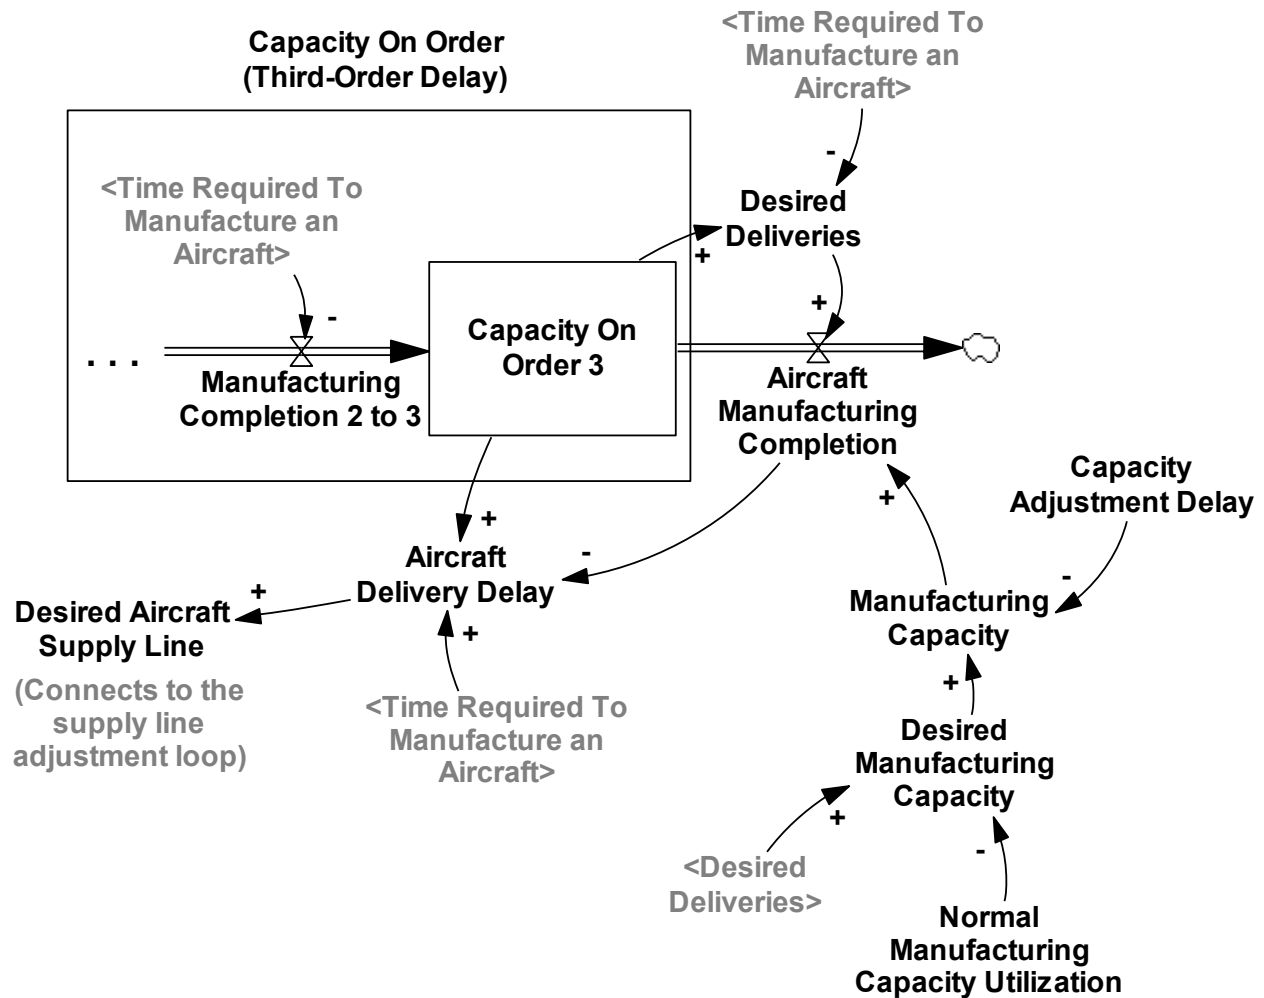 Capacity On Order
(Third-Order Delay)
<Time Required To
Manufacture an
Aircraft>
-
<Time Required To
Manufacture an
Aircraft>
-
Desired
Deliveries
+
+
Capacity On
Order 3
. . .
Manufacturing
Completion 2 to 3
Aircraft
Manufacturing
Completion
Capacity
Adjustment Delay
+
-
+
-
Aircraft
Delivery Delay
+
Desired Aircraft
Supply Line
(Connects to the
supply line
adjustment loop)
+
<Time Required To
Manufacture an
Aircraft>
Manufacturing
Capacity
+
Desired
Manufacturing
Capacity
+
-
<Desired
Deliveries>
Normal
Manufacturing
Capacity Utilization